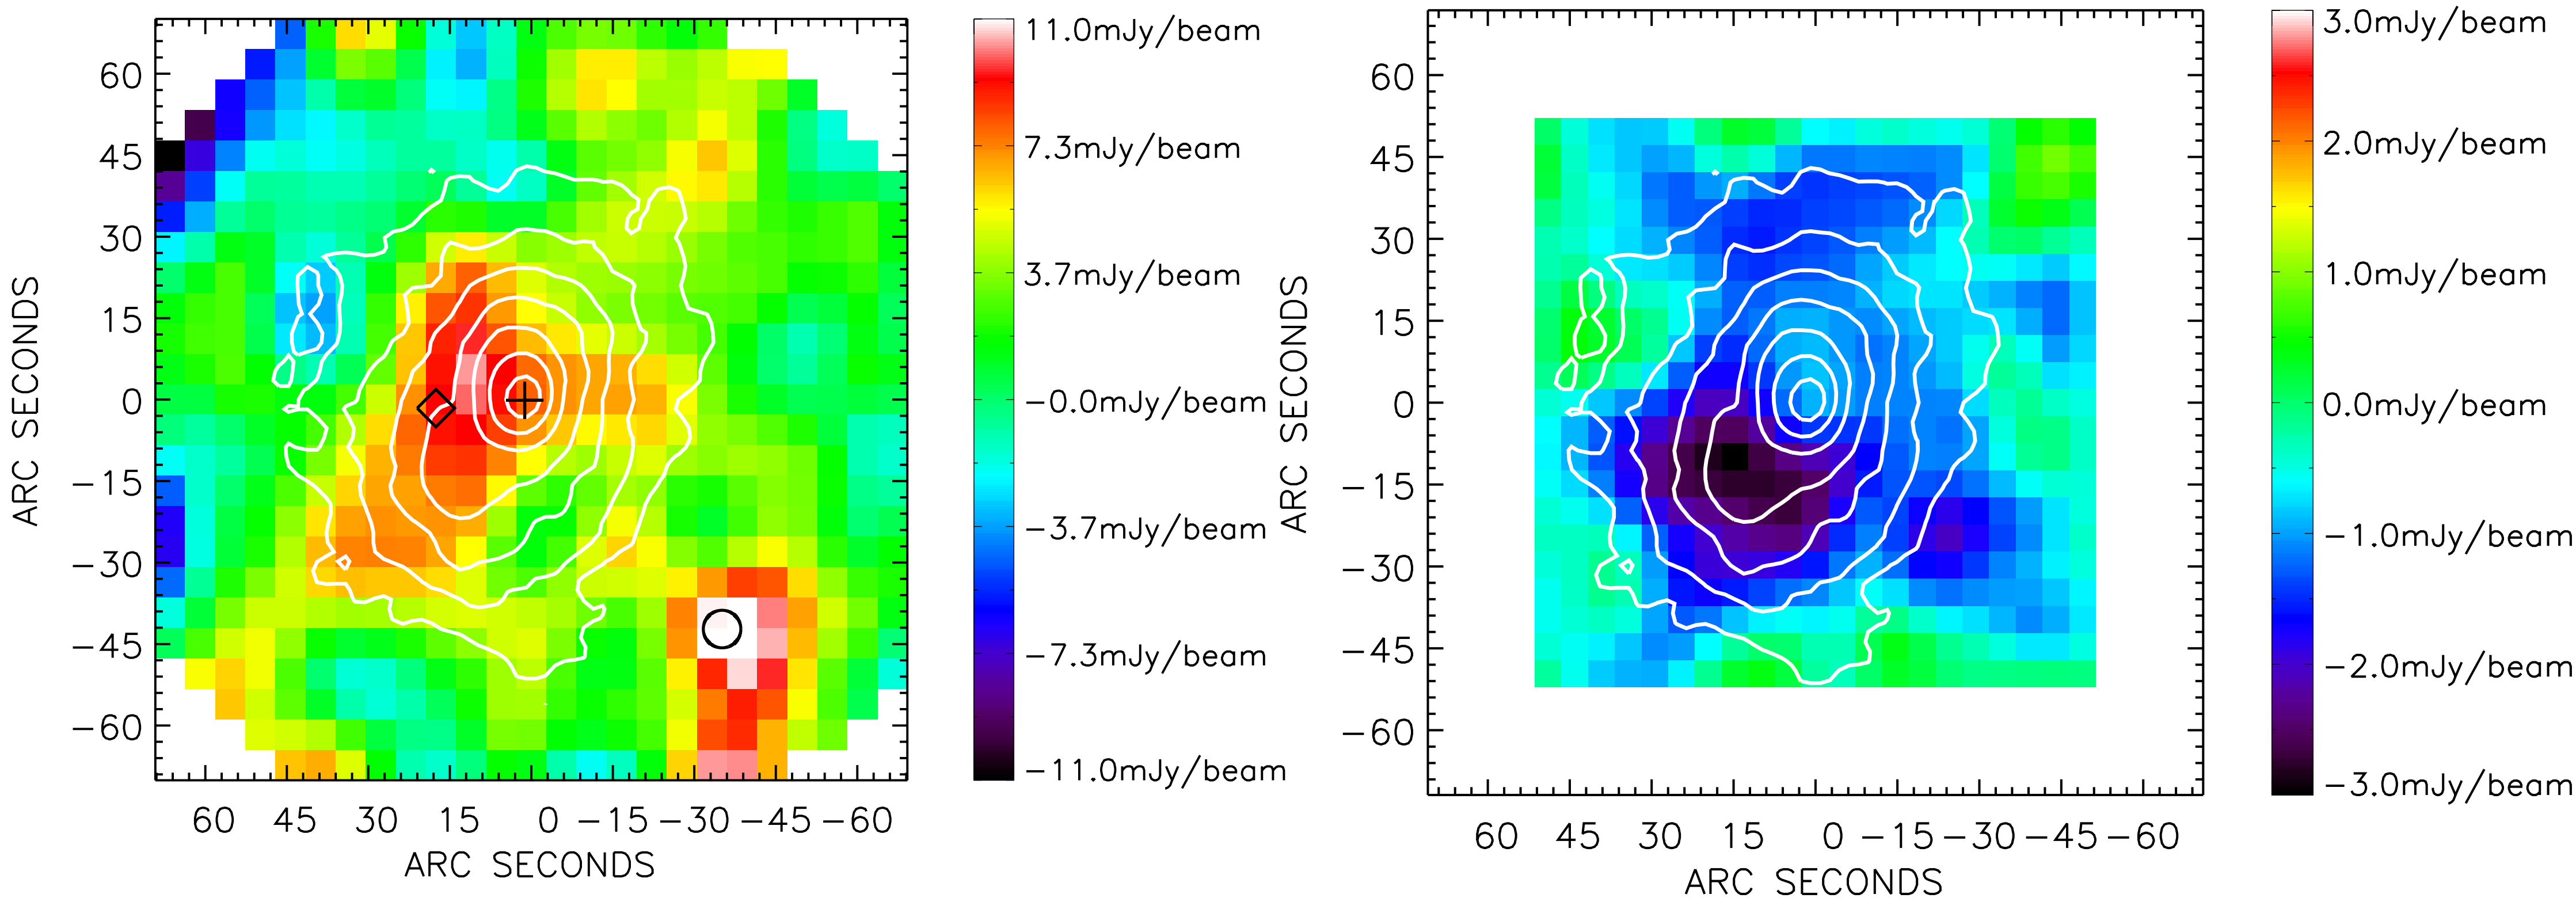 60
45
30
15
0
−15
−30
−45
−60
ARC SECONDS
60 45 30 15 0 −15 −30 −45 −60
ARC SECONDS
11.0mJy/beam
7.3mJy/beam
3.7mJy/beam
−0.0mJy/beam
−3.7mJy/beam
−7.3mJy/beam
−11.0mJy/beam
60
45
30
15
0
−15
−30
−45
−60
ARC SECONDS
60 45 30 15 0 −15 −30 −45 −60
ARC SECONDS
3.0mJy/beam
2.0mJy/beam
1.0mJy/beam
0.0mJy/beam
−1.0mJy/beam
−2.0mJy/beam
−3.0mJy/beam